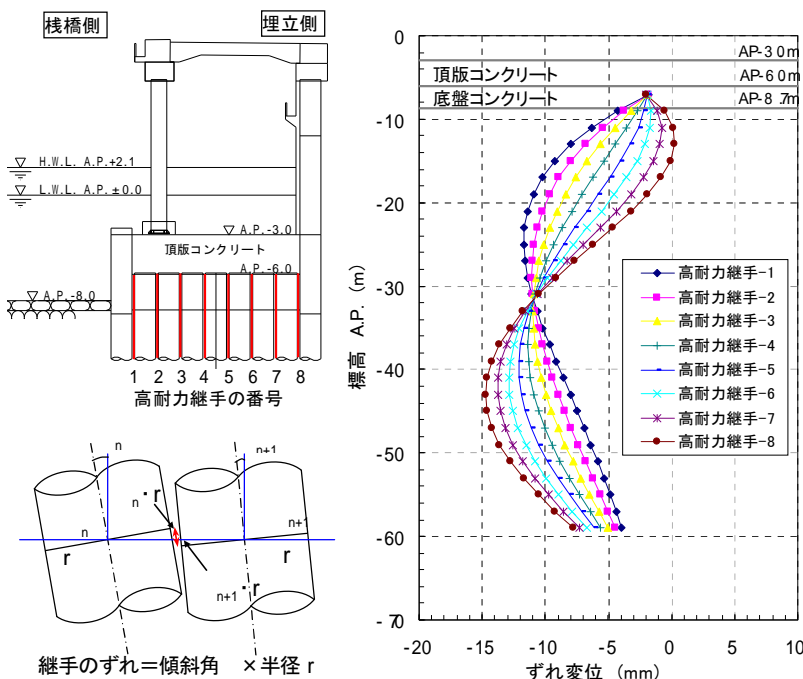 桟橋側
埋立側
H.W.L. A.P.+2.1
L.W.L. A.P.±0.0
A.P.-3.0
頂版コンクリート
A.P.-6.0
A.P.-8.0
1 2 3 4 5 6 7 8
高耐力継手の番号
n
n+1
n・r
n
n+1
r
r
n+1・r
継手のずれ=傾斜角 ×半径 r
0
-10
-20
-30
-40
-50
-60
-70
標高 A.P. (m)
AP-3.0m
頂版コンクリート
AP-6.0m
底盤コンクリート
AP-8.7m
高耐力継手-1
高耐力継手-2
高耐力継手-3
高耐力継手-4
高耐力継手-5
高耐力継手-6
高耐力継手-7
高耐力継手-8
-20 -15 -10 -5 0 5 10
ずれ変位 (mm)